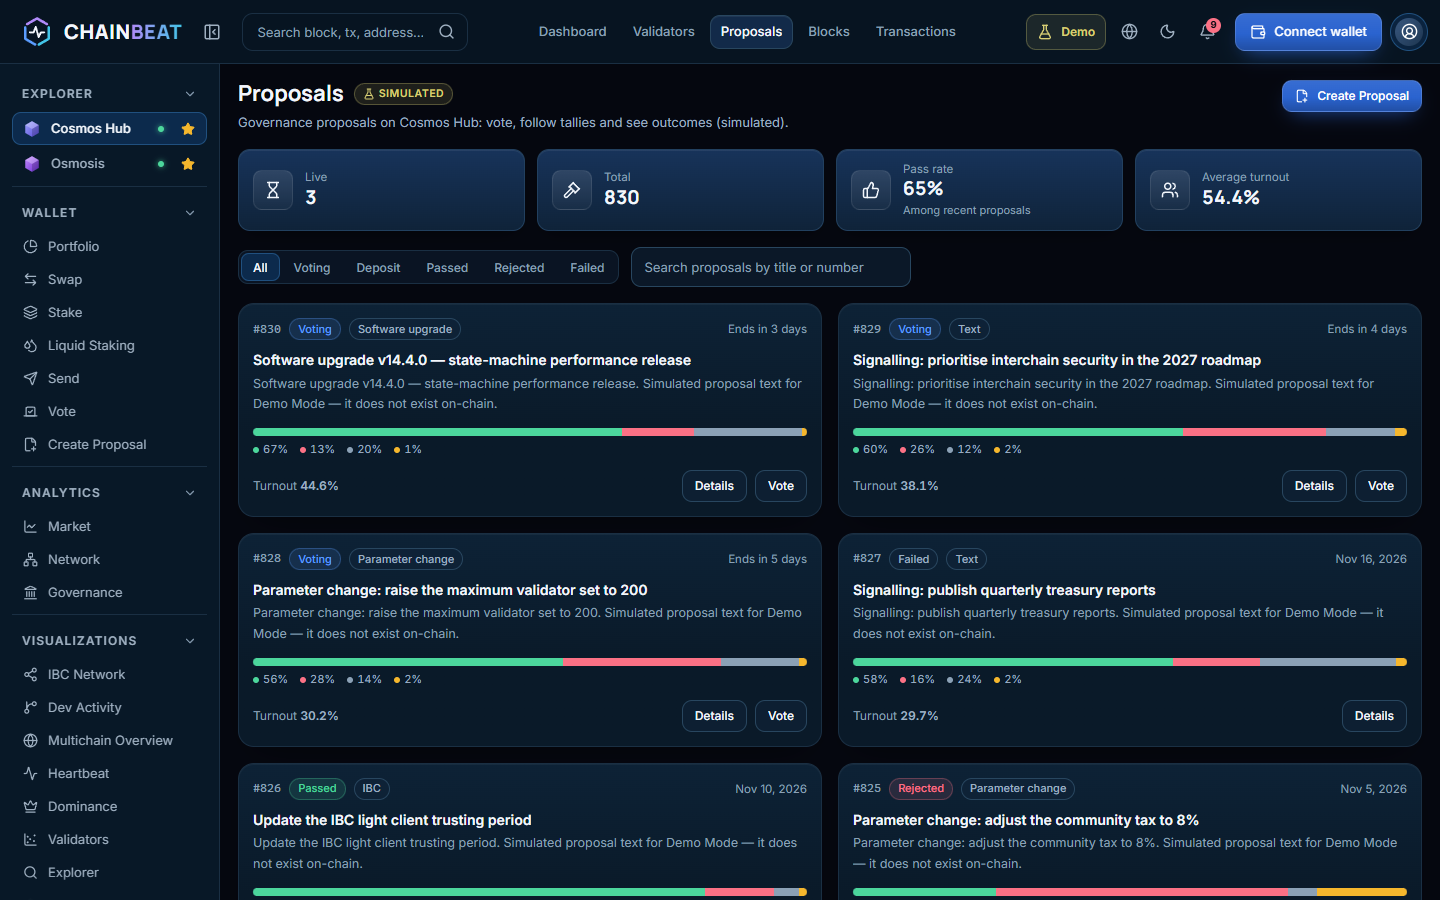 CHAINBEAT
Search block, tx, address...
Dashboard
Validators
Proposals
Blocks
Transactions
Demo
9
Connect wallet
EXPLORER
Cosmos Hub
Osmosis
WALLET
Portfolio
Swap
Stake
Liquid Staking
Send
Vote
Create Proposal
ANALYTICS
Market
Network
Governance
VISUALIZATIONS
IBC Network
Dev Activity
Multichain Overview
Heartbeat
Dominance
Validators
Explorer
Proposals
SIMULATED
Governance proposals on Cosmos Hub: vote, follow tallies and see outcomes (simulated).
Create Proposal
Live
3
Total
830
Pass rate
65%
Among recent proposals
Average turnout
54.4%
All
Voting
Deposit
Passed
Rejected
Failed
Search proposals by title or number
#830 Voting Software upgrade Ends in 3 days
Software upgrade v14.4.0 — state-machine performance release
Software upgrade v14.4.0 — state-machine performance release. Simulated proposal text for
Demo Mode — it does not exist on-chain.
67% 13% 20% 1%
Turnout 44.6% Details Vote
#829 Voting Text Ends in 4 days
Signalling: prioritise interchain security in the 2027 roadmap
Signalling: prioritise interchain security in the 2027 roadmap. Simulated proposal text for
Demo Mode — it does not exist on-chain.
60% 26% 12% 2%
Turnout 38.1% Details Vote
#828 Voting Parameter change Ends in 5 days
Parameter change: raise the maximum validator set to 200
Parameter change: raise the maximum validator set to 200. Simulated proposal text for Demo
Mode — it does not exist on-chain.
56% 28% 14% 2%
Turnout 30.2% Details Vote
#827 Failed Text Nov 16, 2026
Signalling: publish quarterly treasury reports
Signalling: publish quarterly treasury reports. Simulated proposal text for Demo Mode — it
does not exist on-chain.
58% 16% 24% 2%
Turnout 29.7% Details
#826 Passed IBC Nov 10, 2026
Update the IBC light client trusting period
Update the IBC light client trusting period. Simulated proposal text for Demo Mode — it does
not exist on-chain.
#825 Rejected Parameter change Nov 5, 2026
Parameter change: adjust the community tax to 8%
Parameter change: adjust the community tax to 8%. Simulated proposal text for Demo Mode
— it does not exist on-chain.